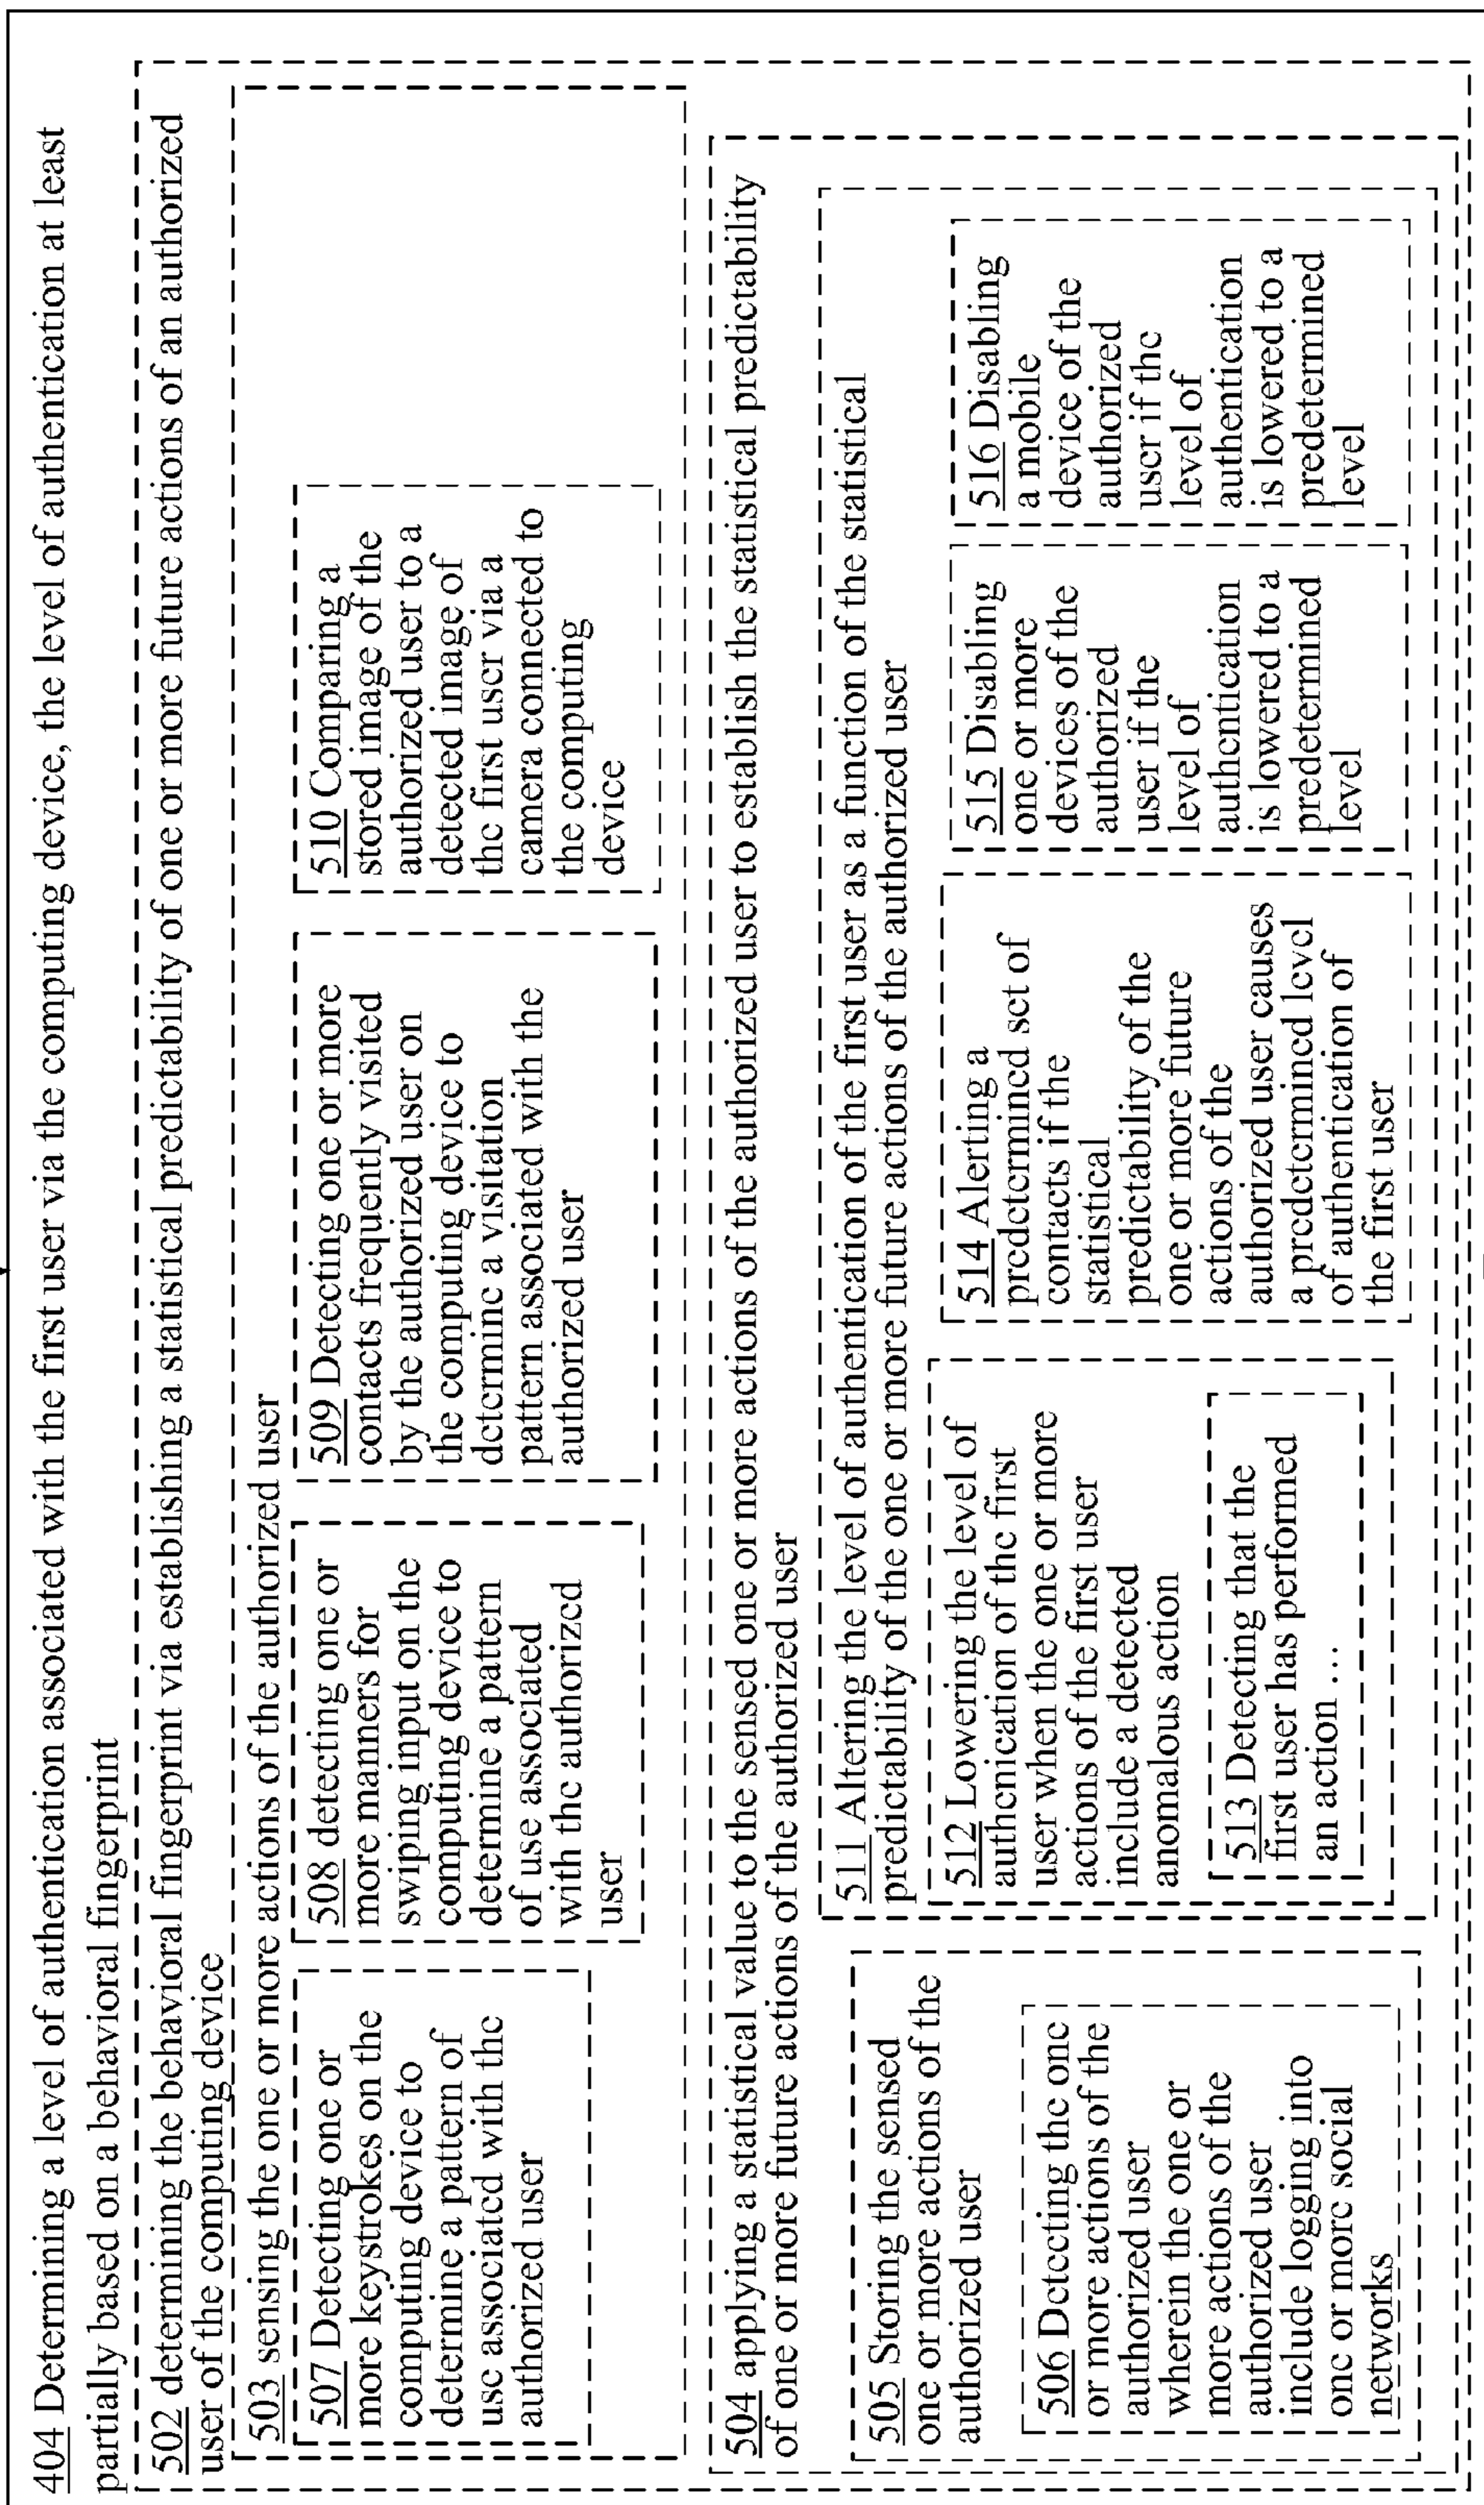 404 Determining a level of authentication associated with the first user via the computing device, the level of authentication at least
partially based on a behavioral fingerprint
502 determining the behavioral fingerprint via establishing a statistical predictability of one or more future actions of an authorized
user of the computing device
503 sensing the one or more actions of the authorized user
507 Detecting one or
more keystrokes on the
computing device to
determine a pattern of
use associated with the
authorized user
508 detecting one or
more manners for
swiping input on the
computing device to
determine a pattern
of use associated
with the authorized
user
509 Detecting one or more
contacts frequently visited
by the authorized user on
the computing device to
determine a visitation
pattern associated with the
authorized user
510 Comparing a
stored image of the
authorized user to a
detected image of
the first user via a
camera connected to
the computing
device
504 applying a statistical value to the sensed one or more actions of the authorized user to establish the statistical predictability
of one or more future actions of the authorized user
505 Storing the sensed
one or more actions of the
authorized user
506 Detecting the one
or more actions of the
authorized user
wherein the one or
more actions of the
authorized user
include logging into
one or more social
networks
511 Altering the level of authentication of the first user as a function of the statistical
predictability of the one or more future actions of the authorized user
512 Lowering the level of
authenication of the first
user when the one or more
actions of the first user
include a detected
anomalous action
513 Detecting that the
first user has performed
an action ...
514 Alerting a
predetermined set of
contacts if the
statistical
predictability of the
one or more future
actions of the
authorized user causes
a predetermined level
of authentication of
the first user
515 Disabling
one or more
devices of the
authorized
user if the
level of
authentication
is lowered to a
predetermined
level
516 Disabling
a mobile
device of the
authorized
user if the
level of
authentication
is lowered to a
predetermined
level